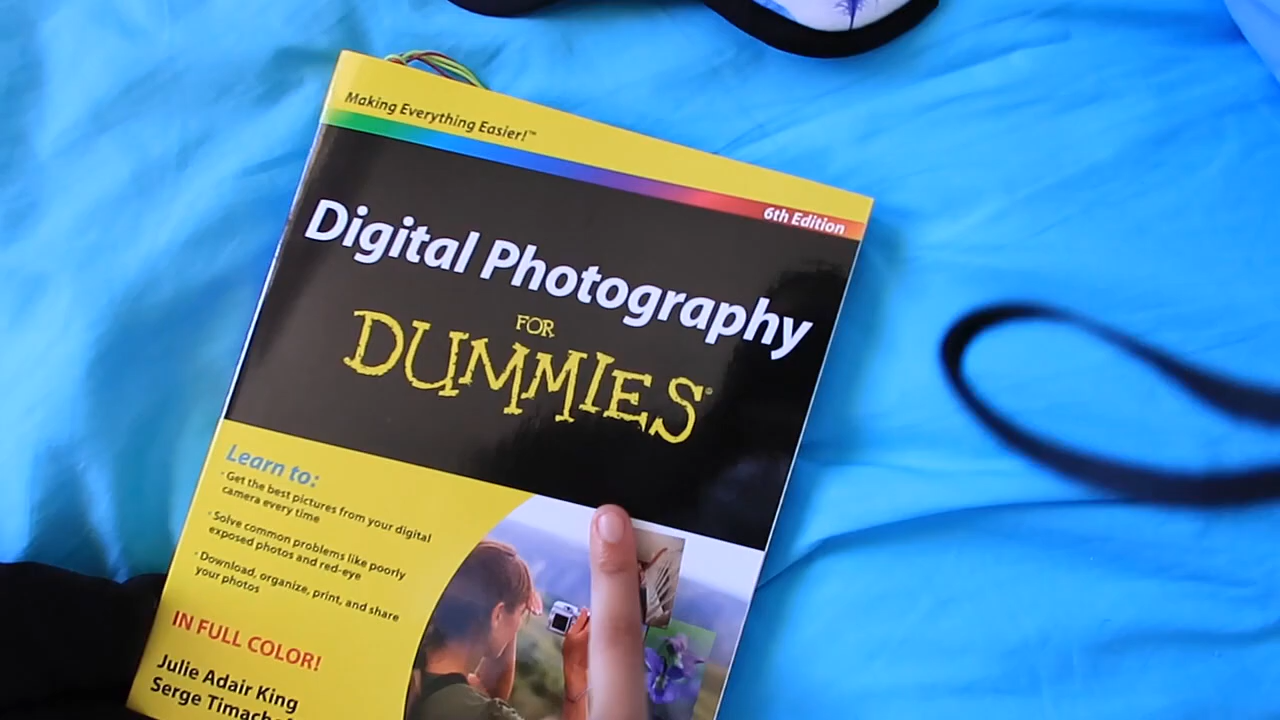 Making Everything Easier!™
6th Edition
Digital Photography
FOR
DUMMIES®
Learn to:
· Get the best pictures from your digital
camera every time
· Solve common problems like poorly
exposed photos and red-eye
· Download, organize, print, and share
your photos
IN FULL COLOR!
Julie Adair King
Serge